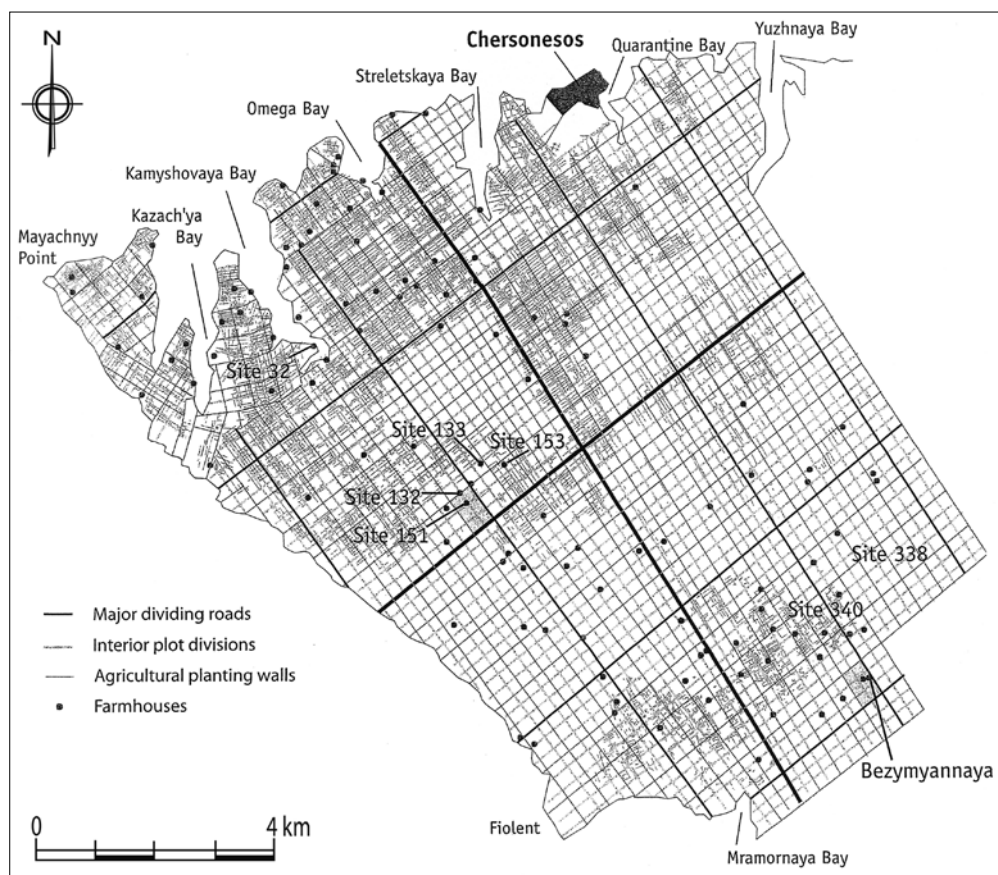 N
Chersonesos
Yuzhnaya Bay
Quarantine Bay
Streletskaya Bay
Omega Bay
Kamyshovaya Bay
Kazach'ya
Bay
Mayachnyy
Point
Site 32
Site 133
Site 153
Site 132
Site 151
Site 338
Site 340
Major dividing roads
Interior plot divisions
Agricultural planting walls
Farmhouses
Bezymyannaya
0
4 km
Fiolent
Mramornaya Bay